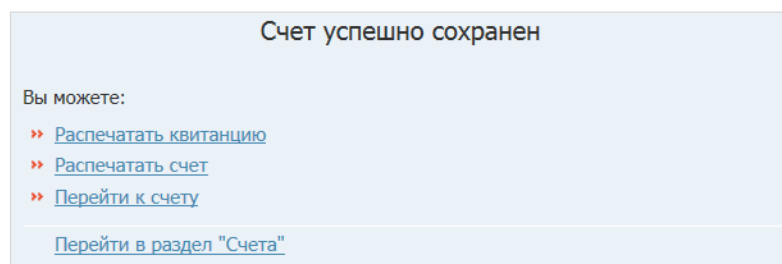 Счет успешно сохранен
Вы можете:
Распечатать квитанцию
Распечатать счет
Перейти к счету
Перейти в раздел "Счета"